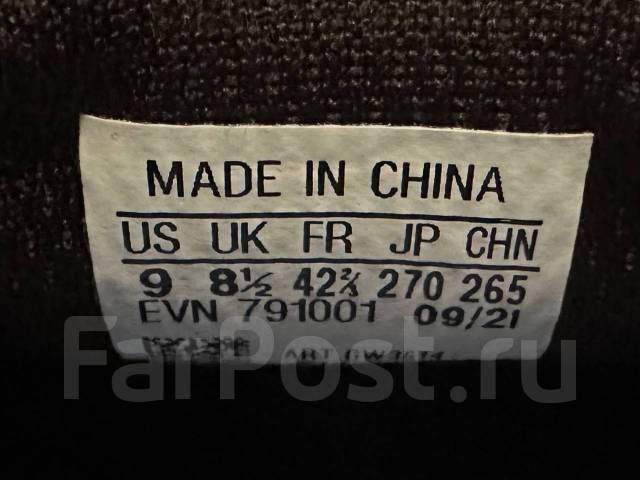 MADE IN CHINA
US UK FR JP CHN
9 8½ 42⅔ 270 265
EVN 791001 09/21
ART
FarPost.ru